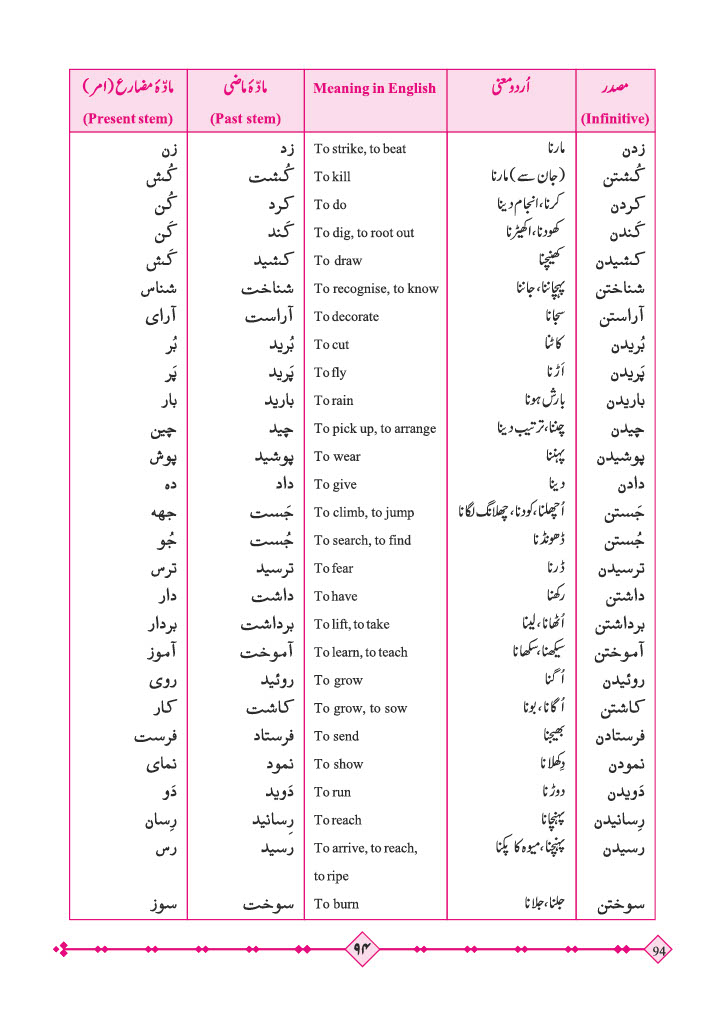 مصدر	اُردو معنی	Meaning in English	مادّۂ ماضی	مادّۂ مضارع (امر)
(Infinitive)	(Past stem)	(Present stem)
زدن	مارنا	To strike, to beat	زد	زن
کُشتن	(جان سے) مارنا	To kill	کُشت	کُش
کردن	کرنا، انجام دینا	To do	کرد	کُن
کَندن	کھودنا، اکھیڑنا	To dig, to root out	کَند	کَن
کشیدن	کھینچنا	To draw	کشید	کَش
شناختن	پہچاننا، جاننا	To recognise, to know	شناخت	شناس
آراستن	سجانا	To decorate	آراست	آرای
بُریدن	کاٹنا	To cut	بُرید	بُر
پَریدن	اَڑنا	To fly	پَرید	پَر
باریدن	بارش ہونا	To rain	بارید	بار
چیدن	چننا، ترتیب دینا	To pick up, to arrange	چید	چین
پوشیدن	پہننا	To wear	پوشید	پوش
دادن	دینا	To give	داد	ده
جَستن	اُچھلنا، کودنا، چھلانگ لگانا	To climb, to jump	جَست	جهه
جُستن	ڈھونڈنا	To search, to find	جُست	جُو
ترسیدن	ڈرنا	To fear	ترسید	ترس
داشتن	رکھنا	To have	داشت	دار
برداشتن	اُٹھانا، لینا	To lift, to take	برداشت	بردار
آموختن	سیکھنا، سکھانا	To learn, to teach	آموخت	آموز
روئیدن	اُگنا	To grow	روئید	روی
کاشتن	اُگانا، بونا	To grow, to sow	کاشت	کار
فرستادن	بھیجنا	To send	فرستاد	فرست
نمودن	دِکھلانا	To show	نمود	نمای
دَویدن	دوڑنا	To run	دَوید	دَو
رِسانیدن	پہنچانا	To reach	رِسانید	رِسان
رسیدن	پہنچنا، میوہ کا پکنا	To arrive, to reach,	رسید	رس
to ripe
سوختن	جلنا، جلانا	To burn	سوخت	سوز
۹۴
94